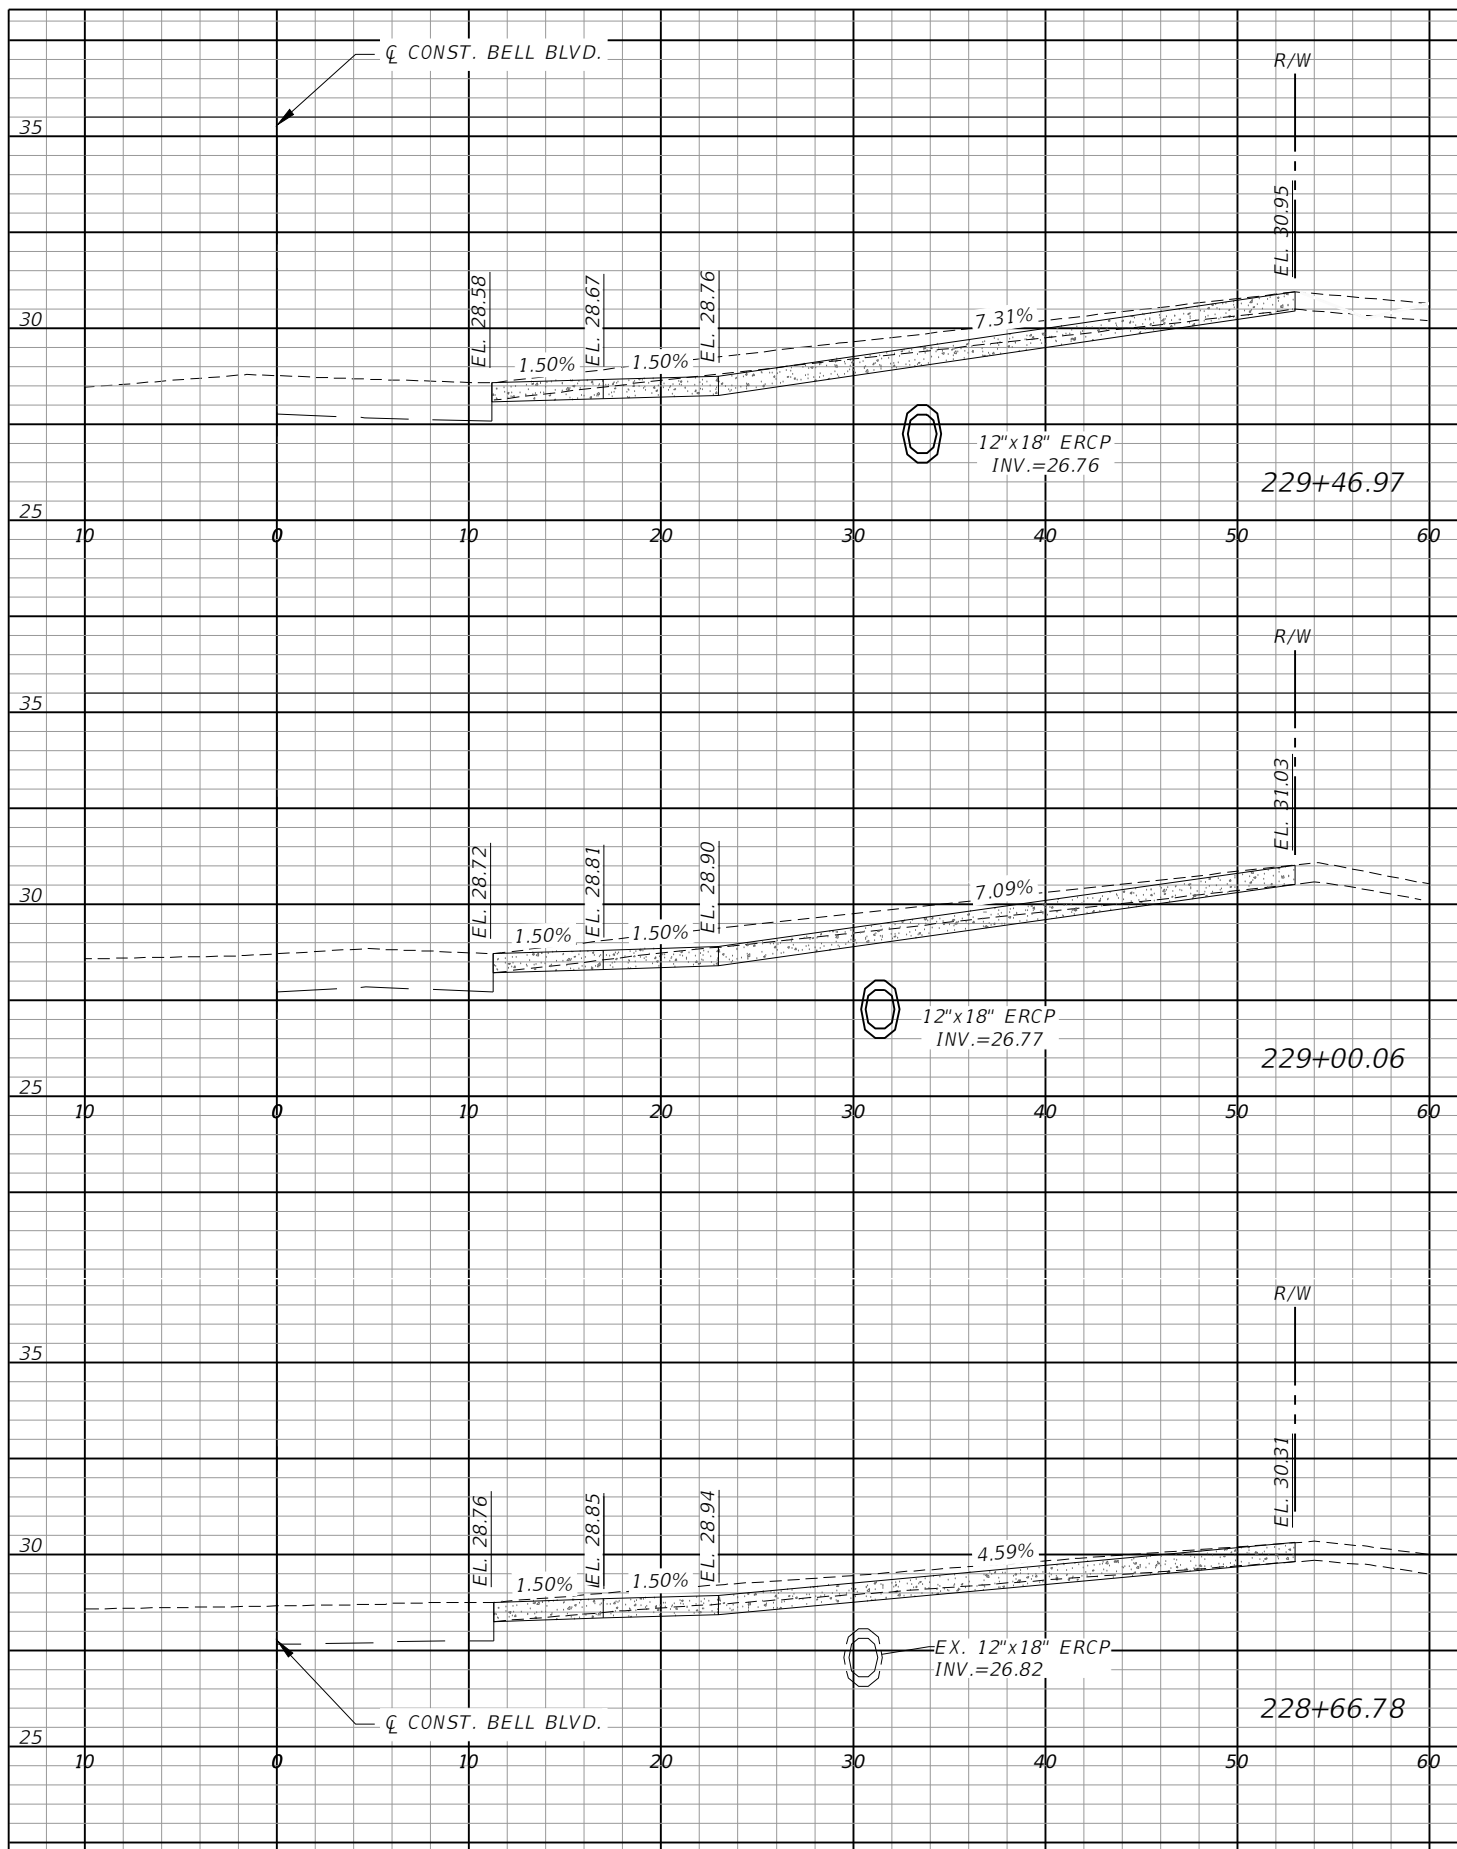 ℄ CONST. BELL BLVD.
R/W
35
EL. 30.95
EL. 28.58
EL. 28.67
EL. 28.76
30
7.31%
1.50%
1.50%
12"x18" ERCP
INV.=26.76
229+46.97
25
10 0 10 20 30 40 50 60
R/W
35
EL. 31.03
EL. 28.72
EL. 28.81
EL. 28.90
30
7.09%
1.50%
1.50%
12"x18" ERCP
INV.=26.77
229+00.06
25
10 0 10 20 30 40 50 60
R/W
35
EL. 30.31
EL. 28.76
EL. 28.85
EL. 28.94
30
4.59%
1.50%
1.50%
EX. 12"x18" ERCP
INV.=26.82
228+66.78
℄ CONST. BELL BLVD.
25
10 0 10 20 30 40 50 60